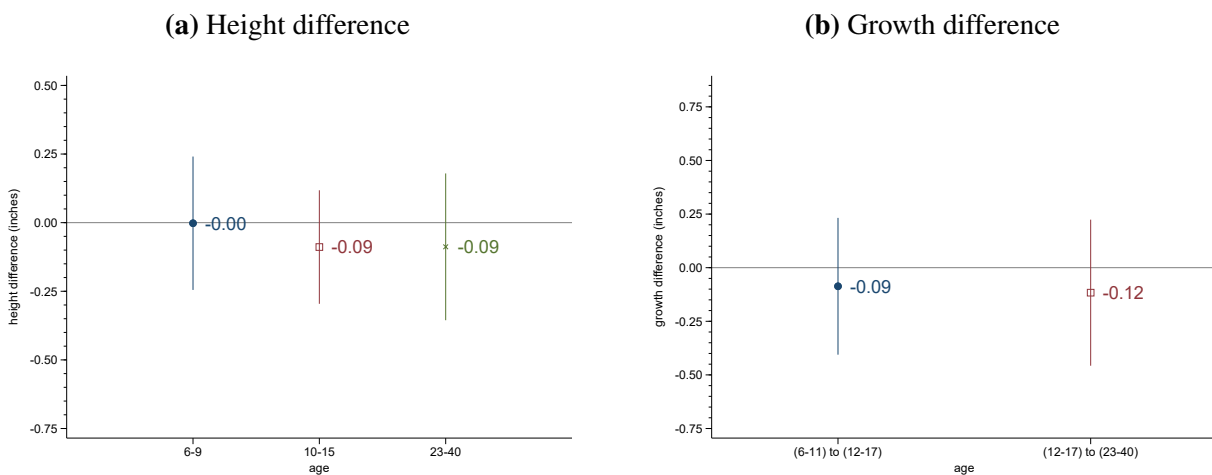 (a) Height difference
0.50
0.25
0.00
-0.25
-0.50
-0.75
height difference (inches)
-0.00
-0.09
-0.09
6-9
10-15
23-40
age
(b) Growth difference
0.75
0.50
0.25
0.00
-0.25
-0.50
-0.75
growth difference (inches)
-0.09
-0.12
(6-11) to (12-17)
(12-17) to (23-40)
age